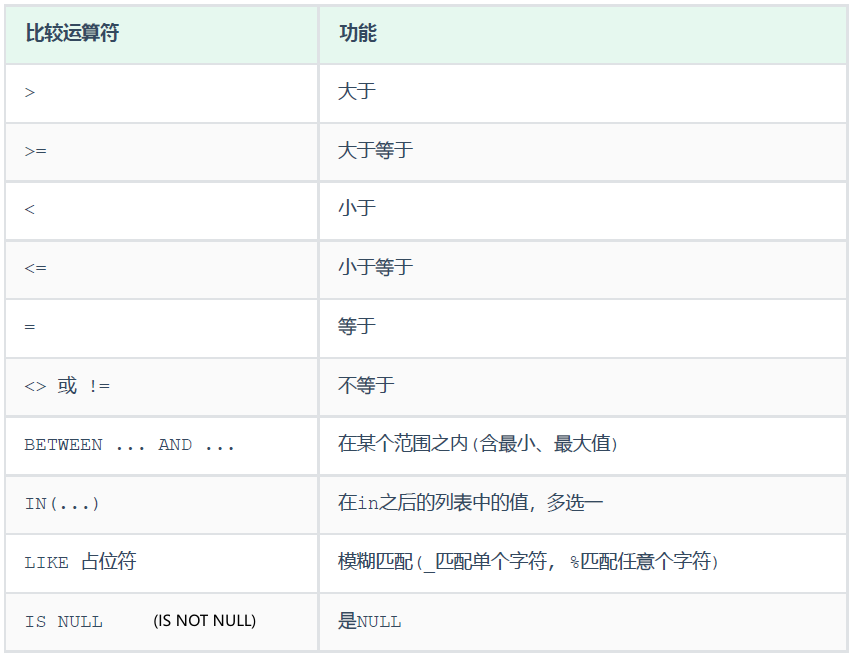 比较运算符 功能
> 大于
>= 大于等于
< 小于
<= 小于等于
= 等于
<> 或 != 不等于
BETWEEN ... AND ... 在某个范围之内(含最小、最大值)
IN(...) 在in之后的列表中的值，多选一
LIKE 占位符 模糊匹配(_匹配单个字符, %匹配任意个字符)
IS NULL (IS NOT NULL) 是NULL